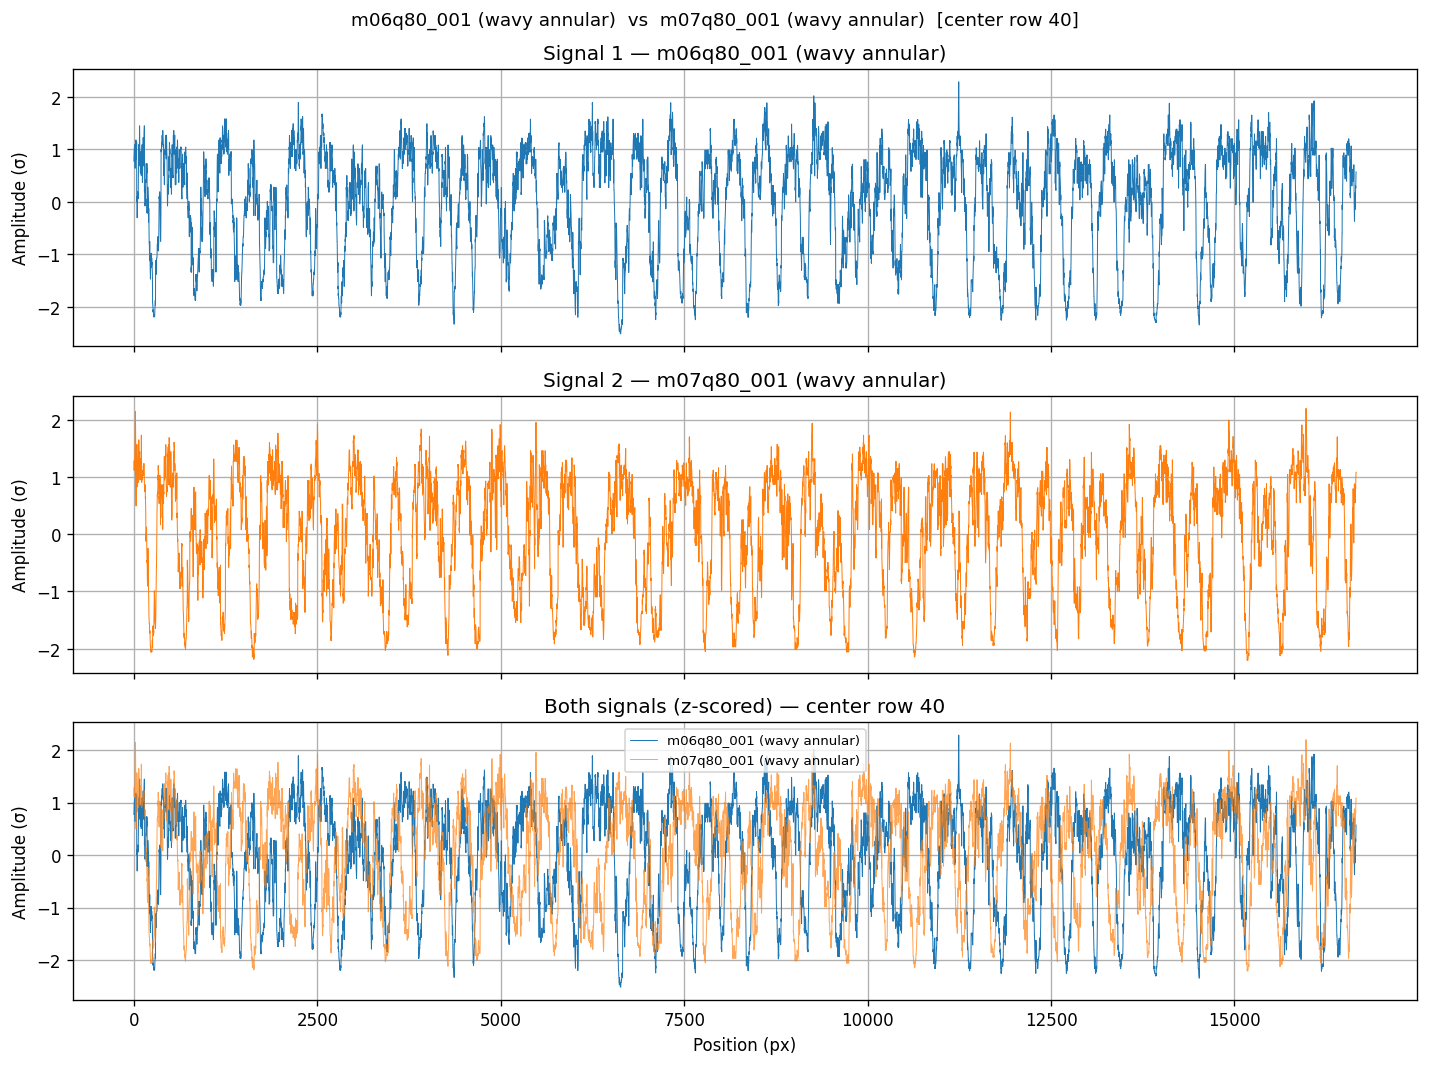 m06q80_001 (wavy annular)  vs  m07q80_001 (wavy annular)  [center row 40]
Signal 1 — m06q80_001 (wavy annular)
Amplitude (σ)
2
1
0
−1
−2
Signal 2 — m07q80_001 (wavy annular)
Amplitude (σ)
2
1
0
−1
−2
Both signals (z-scored) — center row 40
m06q80_001 (wavy annular)
m07q80_001 (wavy annular)
Amplitude (σ)
2
1
0
−1
−2
0 2500 5000 7500 10000 12500 15000
Position (px)